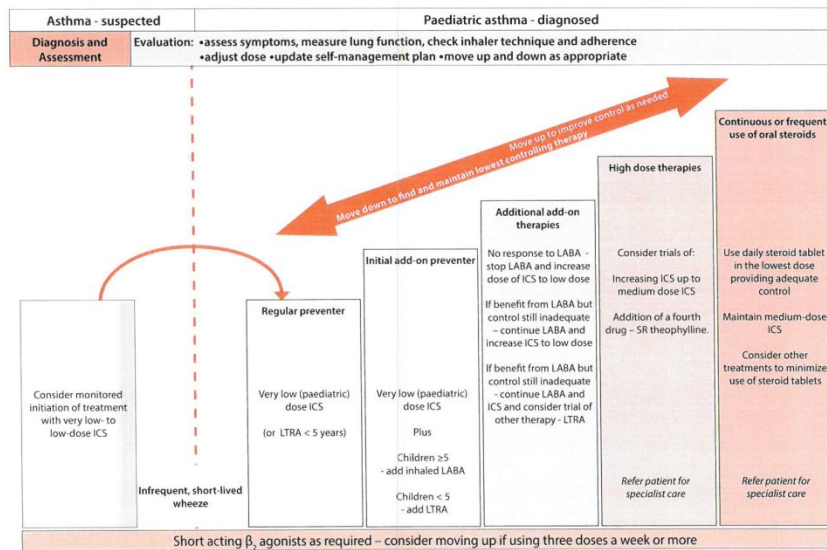 Asthma - suspected
Paediatric asthma - diagnosed
Diagnosis and
Assessment
Evaluation: •assess symptoms, measure lung function, check inhaler technique and adherence
•adjust dose •update self-management plan •move up and down as appropriate
Move up to improve control as needed
Move down to find and maintain lowest controlling therapy
Consider monitored
initiation of treatment
with very low- to
low-dose ICS
Infrequent, short-lived
wheeze
Regular preventer
Very low (paediatric)
dose ICS
(or LTRA < 5 years)
Initial add-on preventer
Very low (paediatric)
dose ICS
Plus
Children ≥5
- add inhaled LABA
Children < 5
- add LTRA
Additional add-on
therapies
No response to LABA -
stop LABA and increase
dose of ICS to low dose
If benefit from LABA but
control still inadequate
– continue LABA and
increase ICS to low dose
If benefit from LABA but
control still inadequate
- continue LABA and
ICS and consider trial of
other therapy - LTRA
High dose therapies
Consider trials of:
Increasing ICS up to
medium dose ICS
Addition of a fourth
drug – SR theophylline.
Refer patient for
specialist care
Continuous or frequent
use of oral steroids
Use daily steroid tablet
in the lowest dose
providing adequate
control
Maintain medium-dose
ICS
Consider other
treatments to minimize
use of steroid tablets
Refer patient for
specialist care
Short acting β₂ agonists as required – consider moving up if using three doses a week or more